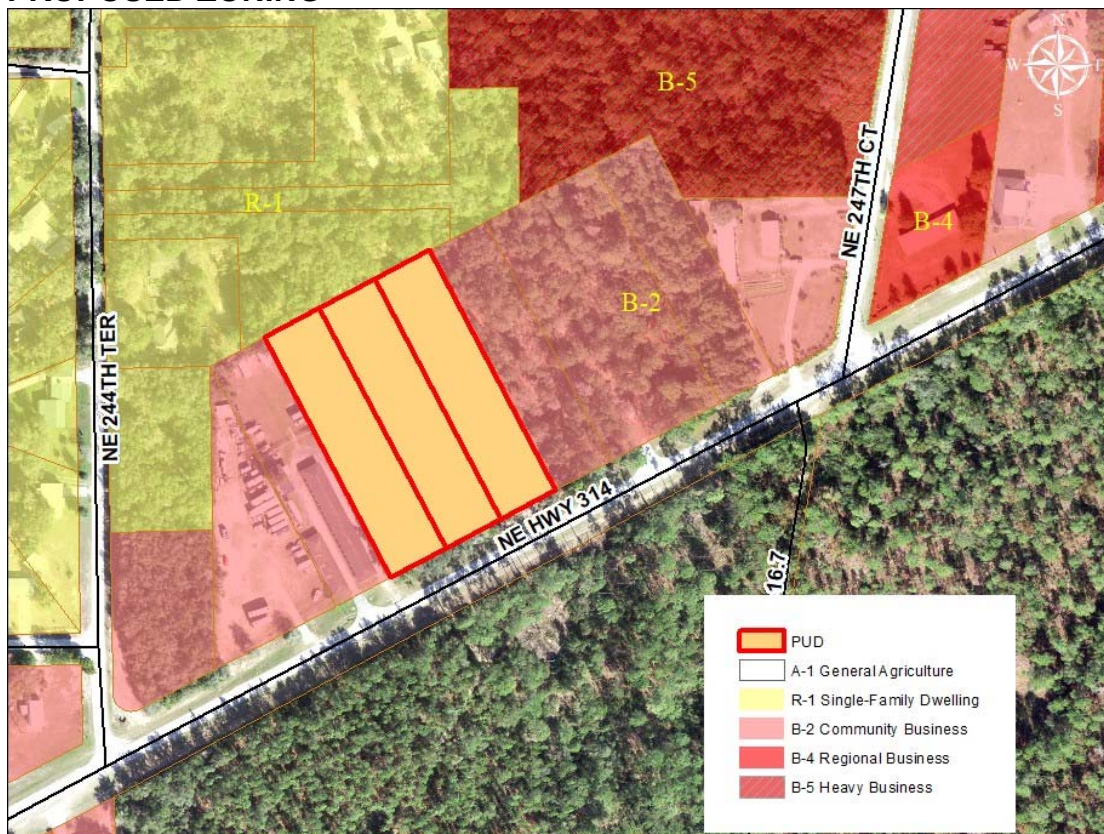 PROPOSED ZONING
N
W E
S
B-5
NE 247TH CT
R-1
B-4
B-2
NE 244TH TER
NE HWY 314
16-7
PUD
A-1 General Agriculture
R-1 Single-Family Dwelling
B-2 Community Business
B-4 Regional Business
B-5 Heavy Business